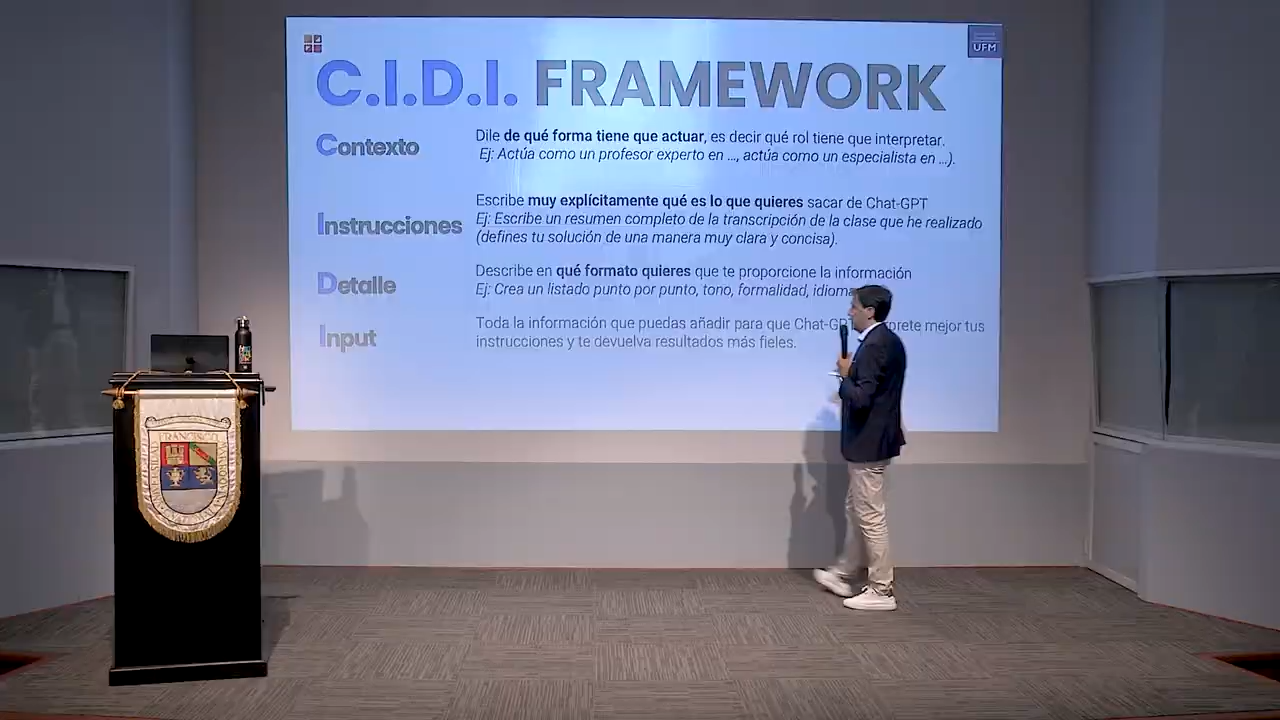 UFM
C.I.D.I. FRAMEWORK
Contexto
Dile de qué forma tiene que actuar, es decir qué rol tiene que interpretar.
Ej: Actúa como un profesor experto en ..., actúa como un especialista en ...).
Instrucciones
Escribe muy explícitamente qué es lo que quieres sacar de Chat-GPT
Ej: Escribe un resumen completo de la transcripción de la clase que he realizado
(defines tu solución de una manera muy clara y concisa).
Detalle
Describe en qué formato quieres que te proporcione la información
Ej: Crea un listado punto por punto, tono, formalidad, idioma
Input
Toda la información que puedas añadir para que mejor tus
instrucciones y te devuelva resultados más fieles.
FRANCISCO